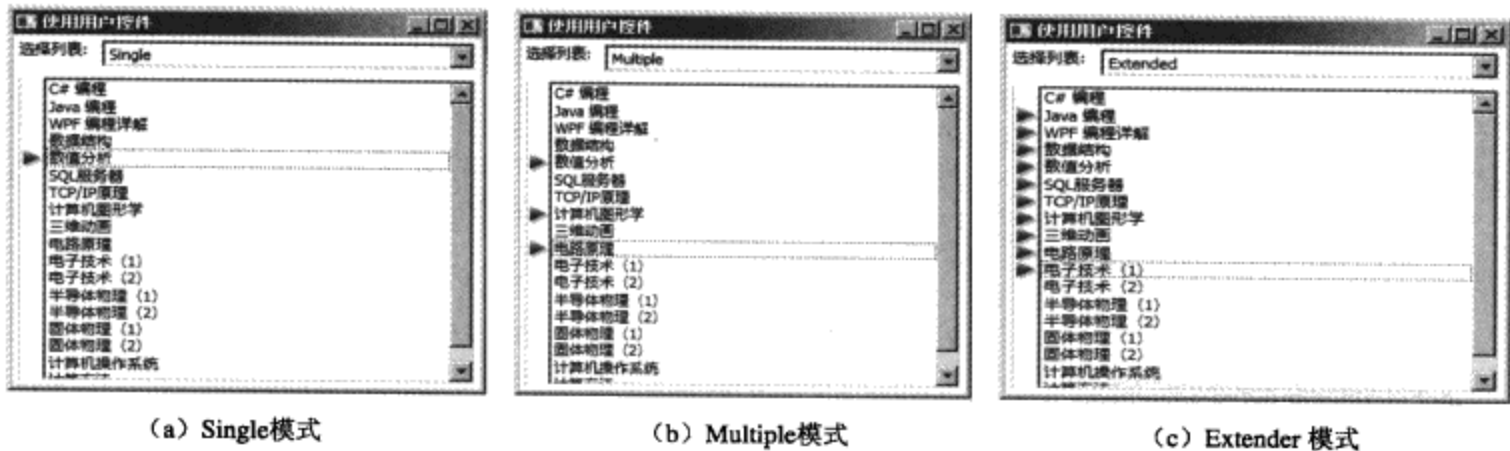 使用用户控件
选择列表: Single
C# 编程
Java 编程
WPF 编程详解
数据结构
数值分析
SQL服务器
TCP/IP原理
计算机图形学
三维动画
电路原理
电子技术（1）
电子技术（2）
半导体物理（1）
半导体物理（2）
固体物理（1）
固体物理（2）
计算机操作系统
（a）Single模式
使用用户控件
选择列表: Multiple
C# 编程
Java 编程
WPF 编程详解
数据结构
数值分析
SQL服务器
TCP/IP原理
计算机图形学
三维动画
电路原理
电子技术（1）
电子技术（2）
半导体物理（1）
半导体物理（2）
固体物理（1）
固体物理（2）
计算机操作系统
（b）Multiple模式
使用用户控件
选择列表: Extended
C# 编程
Java 编程
WPF 编程详解
数据结构
数值分析
SQL服务器
TCP/IP原理
计算机图形学
三维动画
电路原理
电子技术（1）
电子技术（2）
半导体物理（1）
半导体物理（2）
固体物理（1）
固体物理（2）
计算机操作系统
（c）Extender 模式